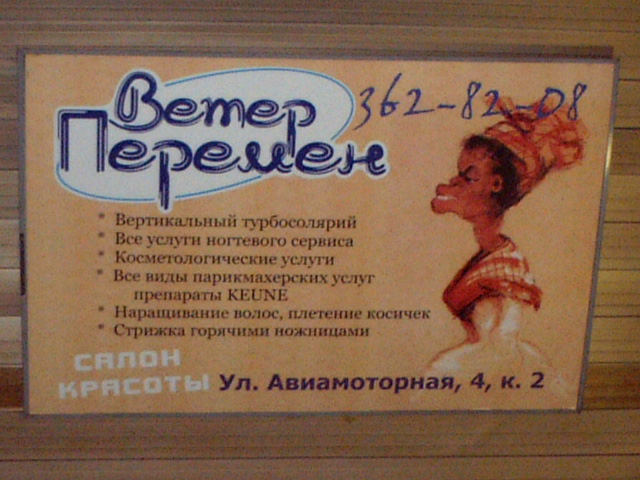 Ветер
Перемен
362-82-08
* Вертикальный турбосолярий
* Все услуги ногтевого сервиса
* Косметологические услуги
* Все виды парикмахерских услуг
препараты KEUNE
* Наращивание волос, плетение косичек
* Стрижка горячими ножницами
САЛОН
КРАСОТЫ
Ул. Авиамоторная, 4, к. 2